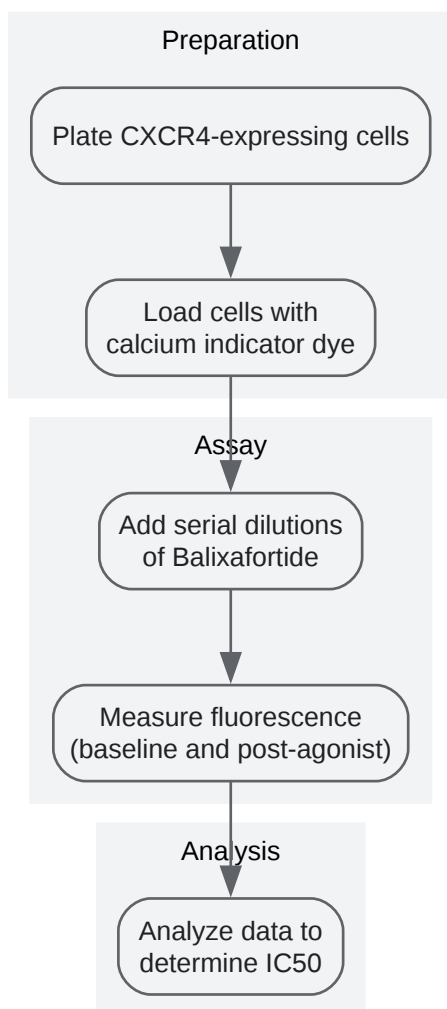 Preparation
Plate CXCR4-expressing cells
Load cells with
calcium indicator dye
Assay
Add serial dilutions
of Balixafortide
Measure fluorescence
(baseline and post-agonist)
Analysis
Analyze data to
determine IC50